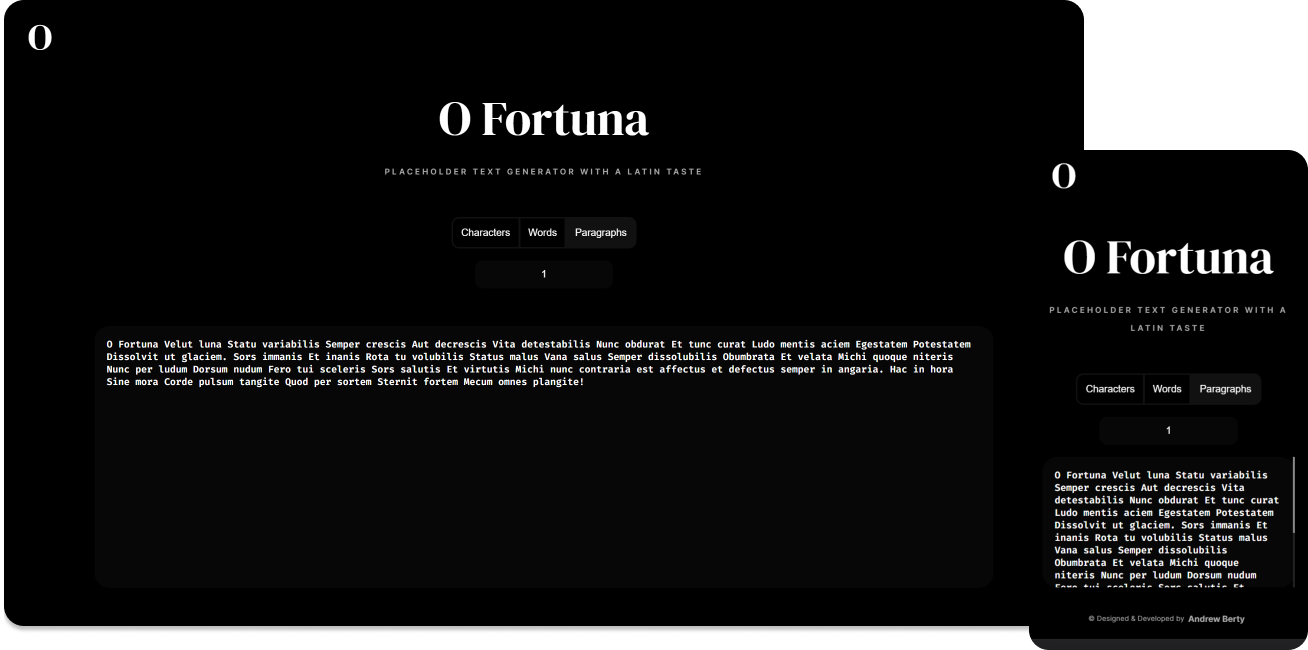 O
O Fortuna
PLACEHOLDER TEXT GENERATOR WITH A LATIN TASTE
Characters Words Paragraphs
1
O Fortuna Velut luna Statu variabilis Semper crescis Aut decrescis Vita detestabilis Nunc obdurat Et tunc curat Ludo mentis aciem Egestatem Potestatem
Dissolvit ut glaciem. Sors immanis Et inanis Rota tu volubilis Status malus Vana salus Semper dissolubilis Obumbrata Et velata Michi quoque niteris
Nunc per ludum Dorsum nudum Fero tui sceleris Sors salutis Et virtutis Michi nunc contraria est affectus et defectus semper in angaria. Hac in hora
Sine mora Corde pulsum tangite Quod per sortem Sternit fortem Mecum omnes plangite!
O
O Fortuna
PLACEHOLDER TEXT GENERATOR WITH A
LATIN TASTE
Characters Words Paragraphs
1
O Fortuna Velut luna Statu variabilis
Semper crescis Aut decrescis Vita
detestabilis Nunc obdurat Et tunc curat
Ludo mentis aciem Egestatem Potestatem
Dissolvit ut glaciem. Sors immanis Et
inanis Rota tu volubilis Status malus
Vana salus Semper dissolubilis
Obumbrata Et velata Michi quoque
niteris Nunc per ludum Dorsum nudum
Fero tui sceleris Sors salutis Et
© Designed & Developed by Andrew Berty